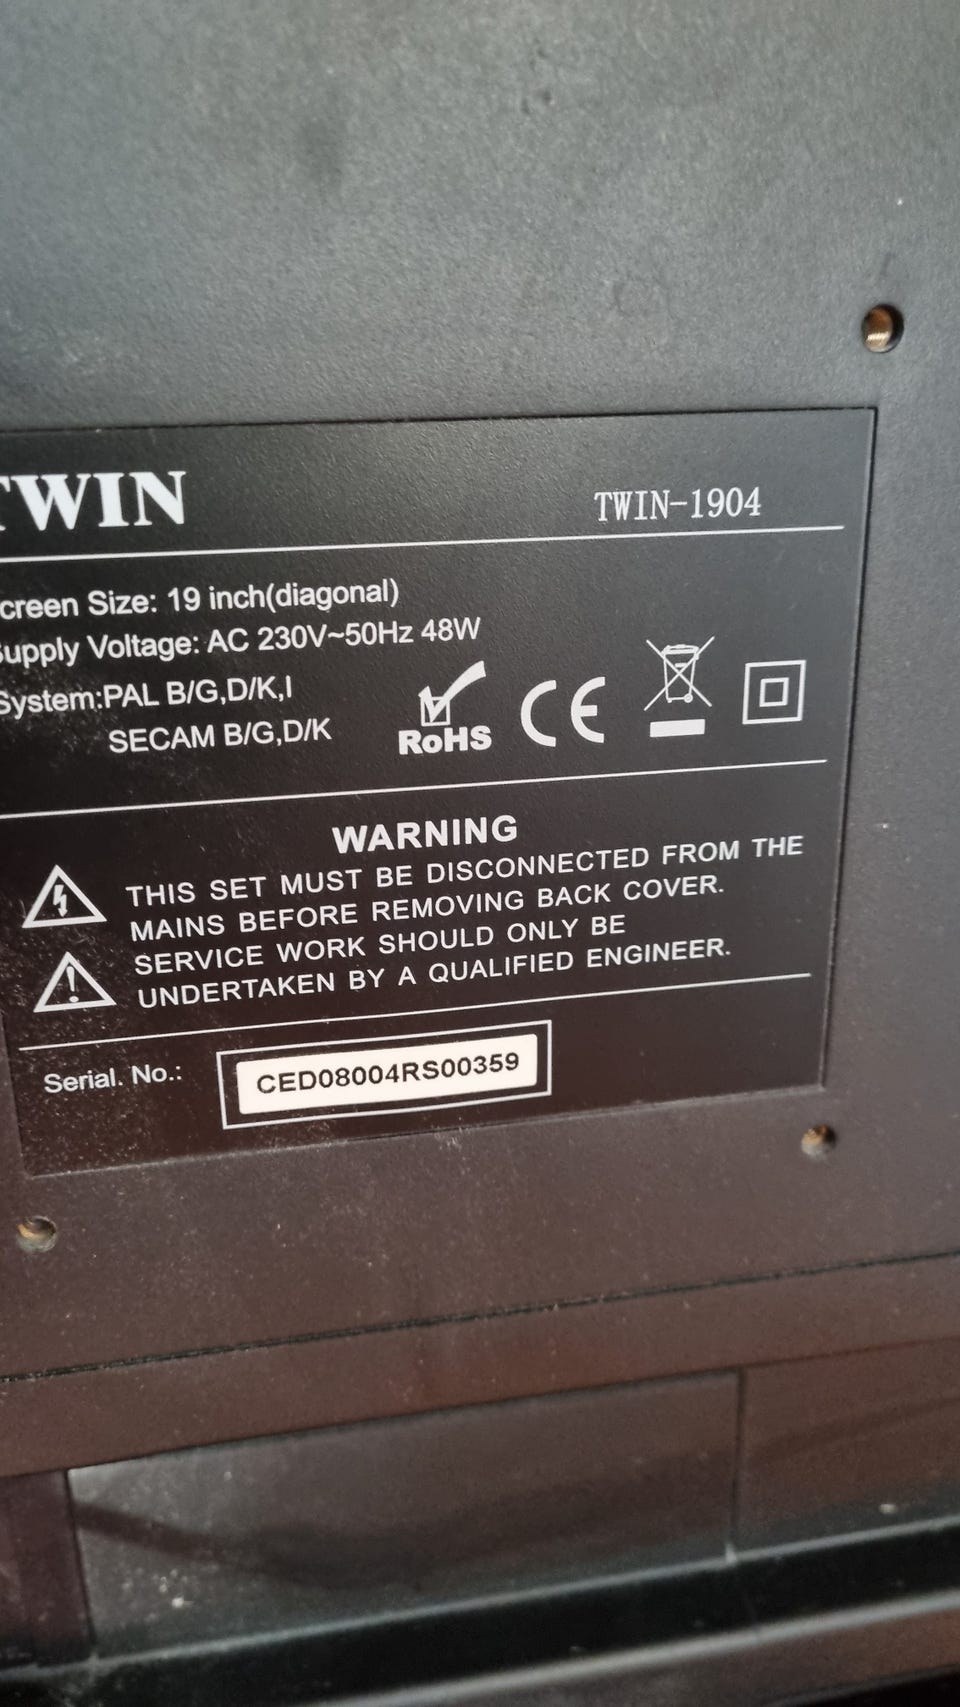 TWIN
TWIN-1904
creen Size: 19 inch(diagonal)
upply Voltage: AC 230V~50Hz 48W
System:PAL B/G,D/K,I
SECAM B/G,D/K
RoHS
CE
WARNING
THIS SET MUST BE DISCONNECTED FROM THE
MAINS BEFORE REMOVING BACK COVER.
SERVICE WORK SHOULD ONLY BE
UNDERTAKEN BY A QUALIFIED ENGINEER.
Serial. No.:
CED08004RS00359